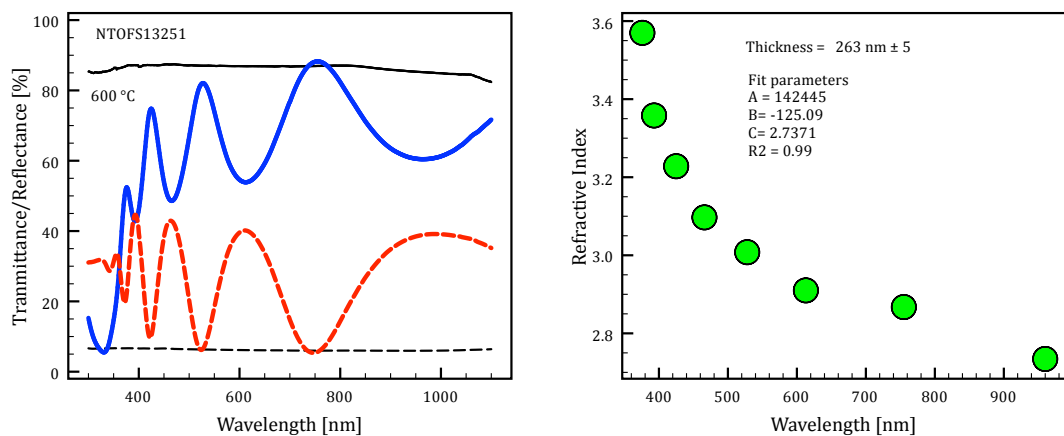 NTOFS13251
600 °C
Tranmittance/Reflectance [%]
100
80
60
40
20
0
400
600
800
1000
Wavelength [nm]
Thickness = 263 nm ± 5
Fit parameters
A = 142445
B= -125.09
C= 2.7371
R2 = 0.99
Refractive Index
3.6
3.4
3.2
3.0
2.8
400
500
600
700
800
900
Wavelength [nm]